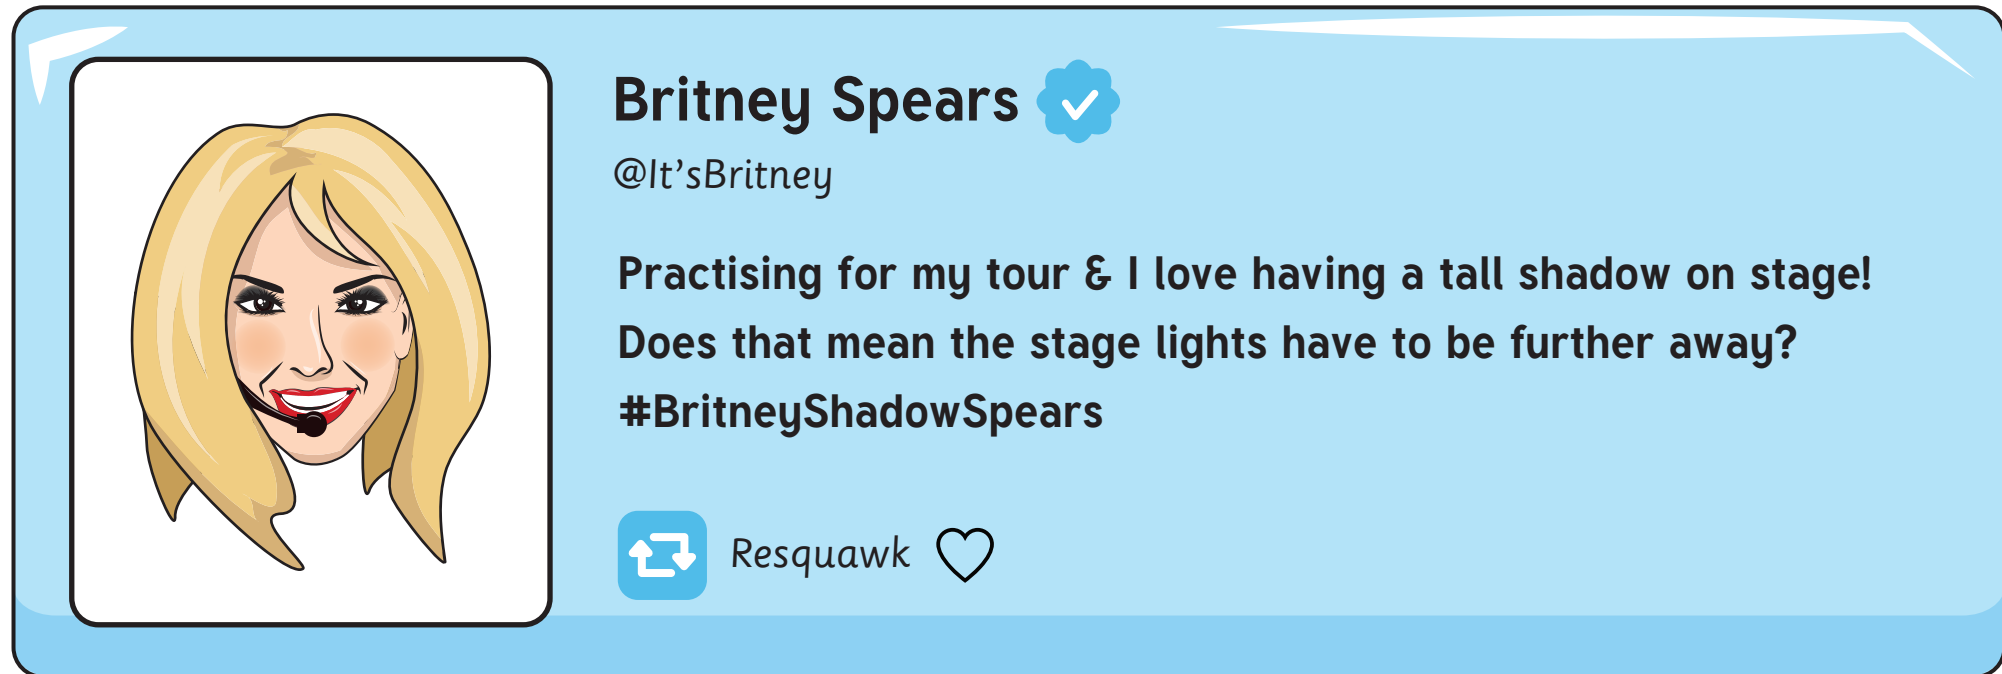 Britney Spears
@It’sBritney
Practising for my tour & I love having a tall shadow on stage!
Does that mean the stage lights have to be further away?
#BritneyShadowSpears
Resquawk